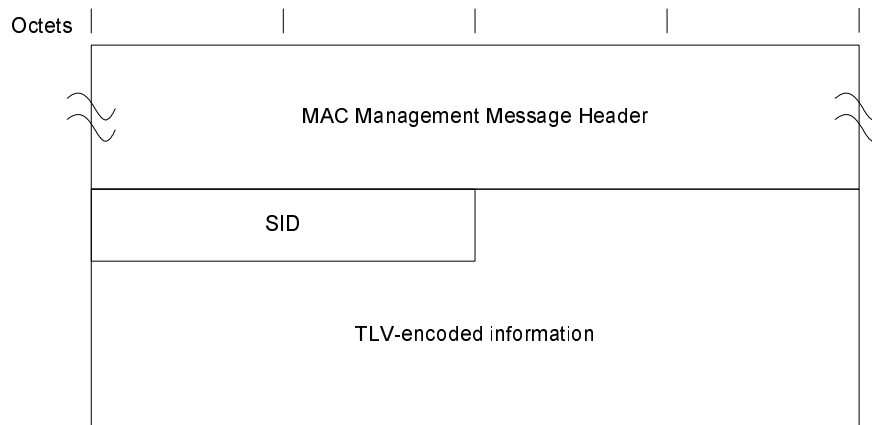 Octets
MAC Management Message Header
SID
TLV-encoded information